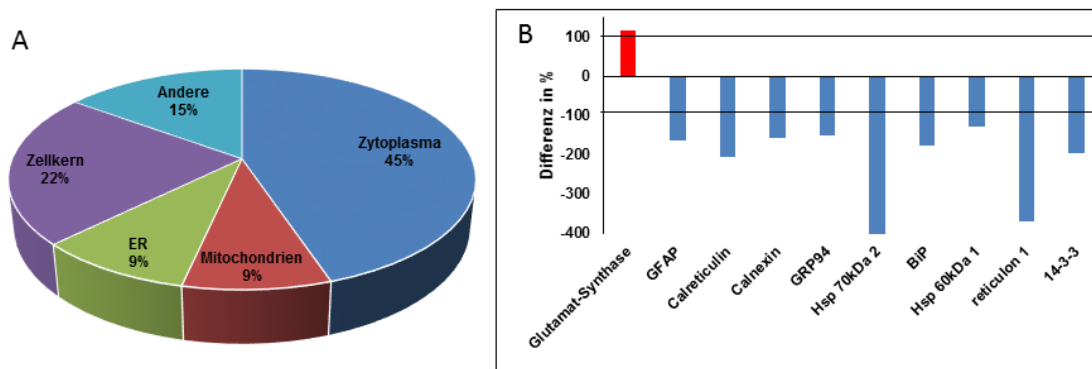 A
Andere
15%
Zytoplasma
45%
Zellkern
22%
ER
9%
Mitochondrien
9%
B
Differenz in %
100
0
-100
-200
-300
-400
Glutamat-Synthase
GFAP
Calreticulin
Calnexin
GRP94
Hsp 70kDa 2
BiP
Hsp 60kDa 1
reticulon 1
14-3-3